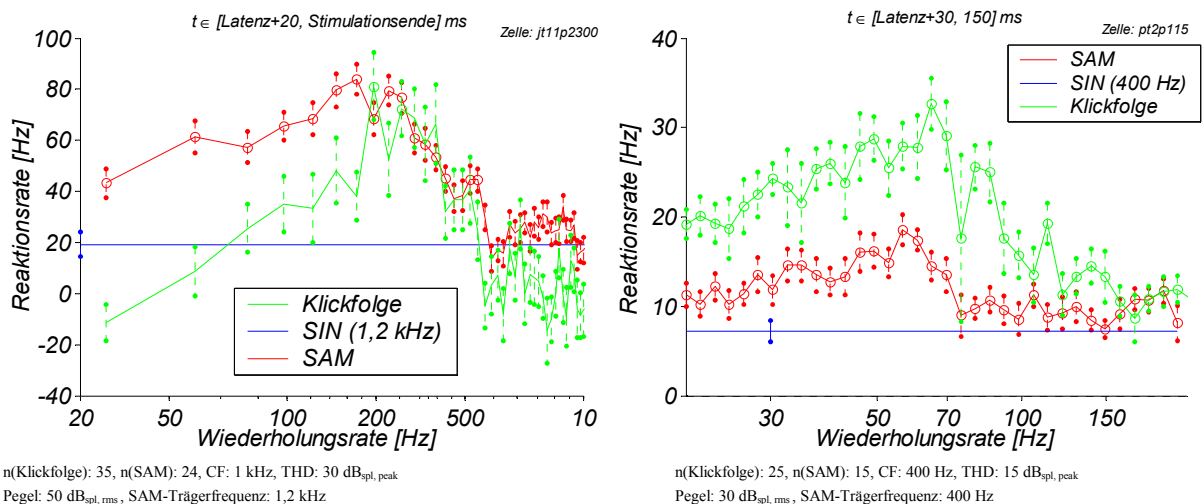 t ∈ [Latenz+20, Stimulationsende] ms
Zelle: jt11p2300
Reaktionsrate [Hz]
100
80
60
40
20
0
-20
-40
Klickfolge
SIN (1,2 kHz)
SAM
20 50 100 200 500 10
Wiederholungsrate [Hz]
n(Klickfolge): 35, n(SAM): 24, CF: 1 kHz, THD: 30 dBspl, peak
Pegel: 50 dBspl, rms , SAM-Trägerfrequenz: 1,2 kHz
t ∈ [Latenz+30, 150] ms
Zelle: pt2p115
Reaktionsrate [Hz]
40
30
20
10
0
SAM
SIN (400 Hz)
Klickfolge
30 50 70 100 150
Wiederholungsrate [Hz]
n(Klickfolge): 25, n(SAM): 15, CF: 400 Hz, THD: 15 dBspl, peak
Pegel: 30 dBspl, rms , SAM-Trägerfrequenz: 400 Hz